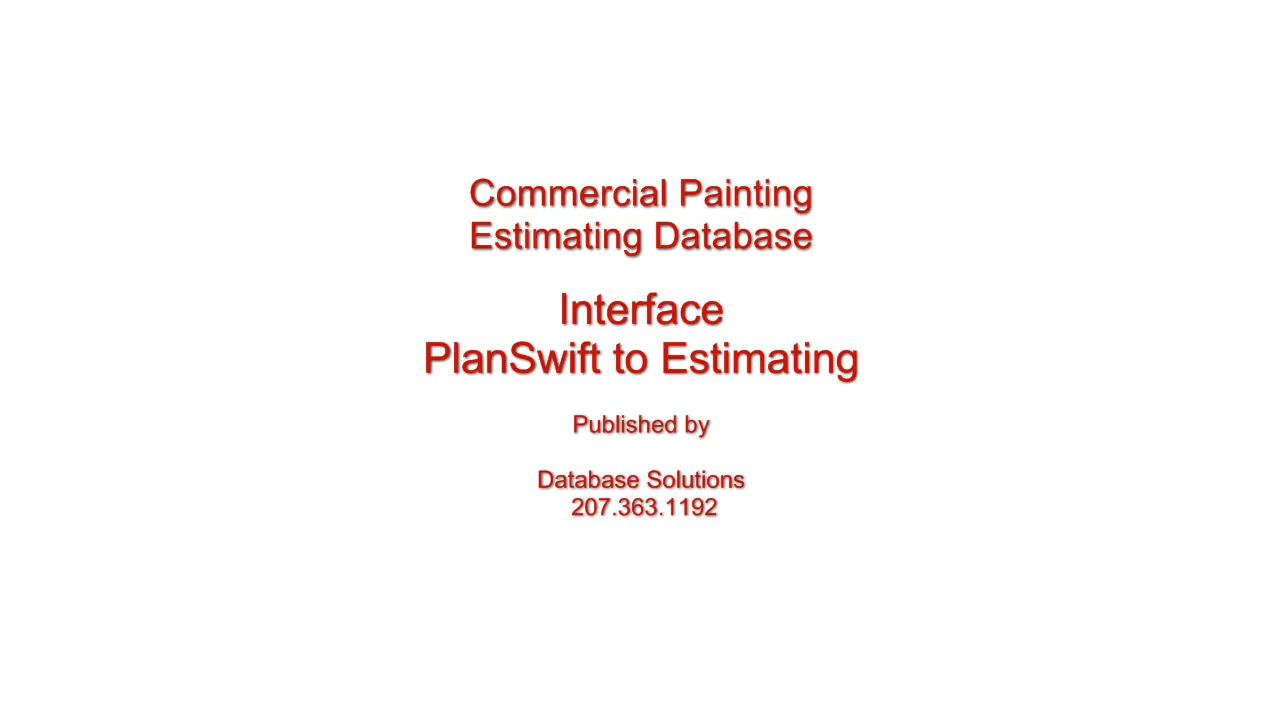 Commercial Painting
Estimating Database
Interface
PlanSwift to Estimating
Published by
Database Solutions
207.363.1192